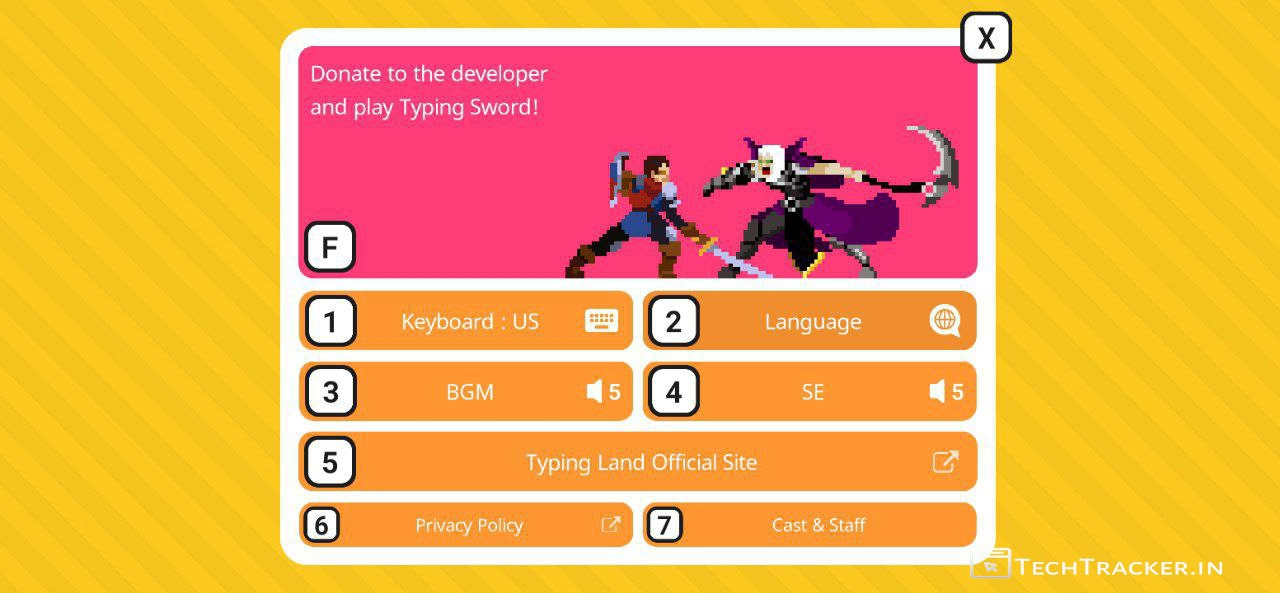 X
Donate to the developer
and play Typing Sword!
F
1 Keyboard : US
2 Language
3 BGM 5
4 SE 5
5 Typing Land Official Site
6 Privacy Policy
7 Cast & Staff
TECHTRACKER.IN